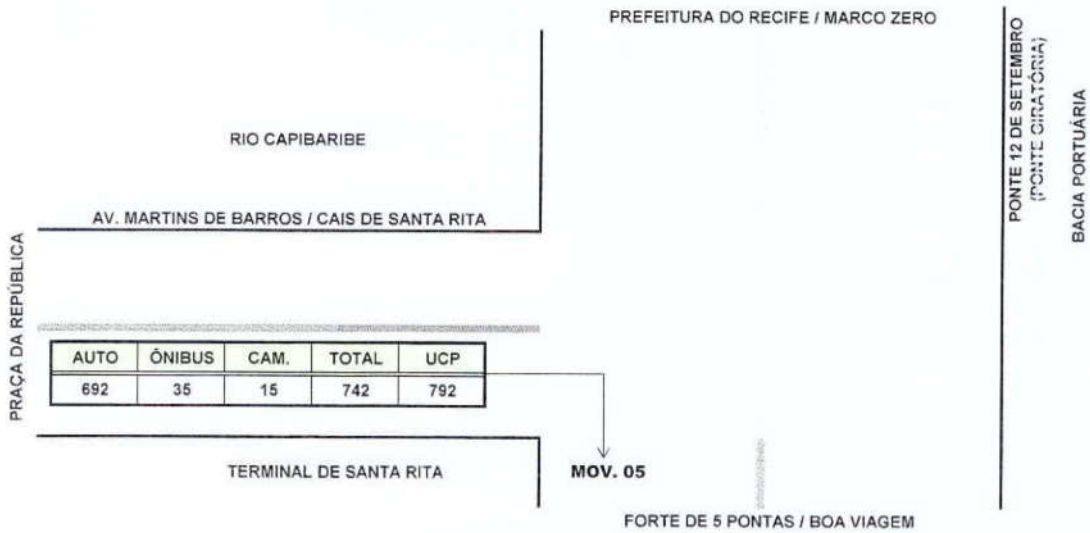 PREFEITURA DO RECIFE / MARCO ZERO
PONTE 12 DE SETEMBRO
(PONTE GIRATÓRIA)
BACIA PORTUÁRIA
RIO CAPIBARIBE
AV. MARTINS DE BARROS / CAIS DE SANTA RITA
PRAÇA DA REPÚBLICA
AUTO ÔNIBUS CAM. TOTAL UCP
692 35 15 742 792
TERMINAL DE SANTA RITA
MOV. 05
FORTE DE 5 PONTAS / BOA VIAGEM